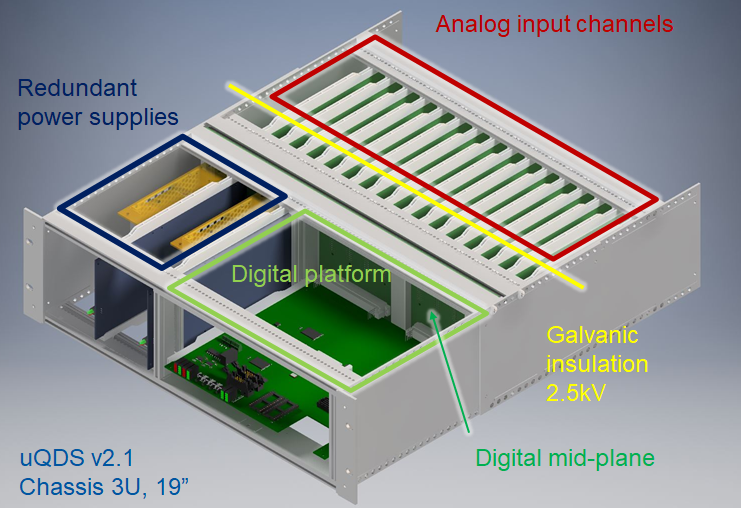 Analog input channels
Redundant
power supplies
Digital platform
Galvanic
insulation
2.5kV
Digital mid-plane
uQDS v2.1
Chassis 3U, 19”